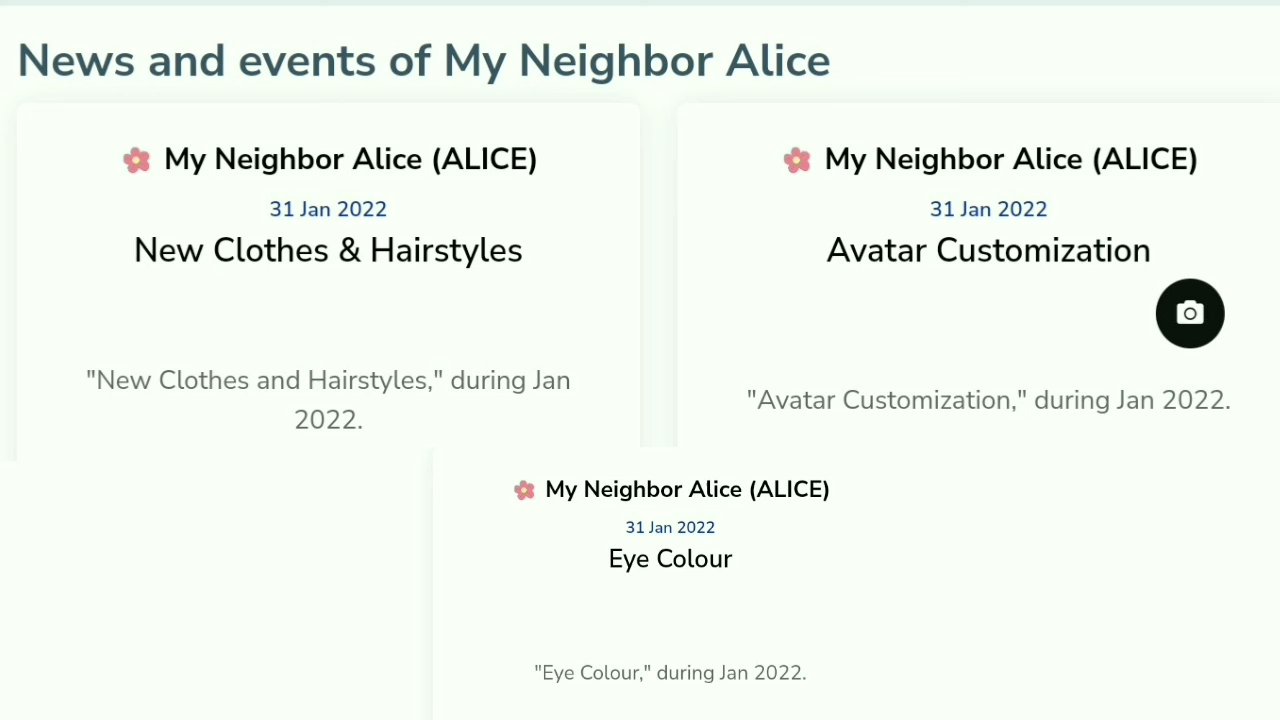 News and events of My Neighbor Alice
My Neighbor Alice (ALICE)
31 Jan 2022
New Clothes & Hairstyles
"New Clothes and Hairstyles," during Jan
2022.
My Neighbor Alice (ALICE)
31 Jan 2022
Avatar Customization
"Avatar Customization," during Jan 2022.
My Neighbor Alice (ALICE)
31 Jan 2022
Eye Colour
"Eye Colour," during Jan 2022.